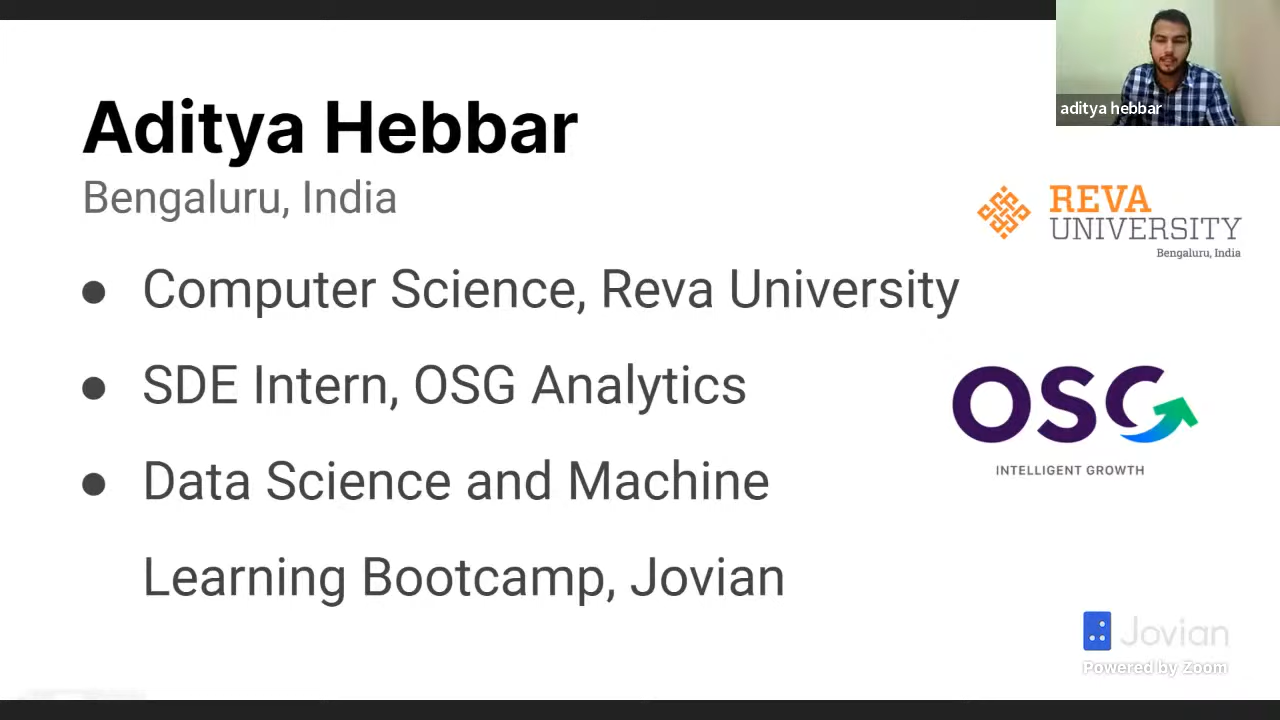 aditya hebbar
Aditya Hebbar
Bengaluru, India
REVA
UNIVERSITY
Bengaluru, India
● Computer Science, Reva University
● SDE Intern, OSG Analytics
OSG
INTELLIGENT GROWTH
● Data Science and Machine
Learning Bootcamp, Jovian
Jovian
Powered by Zoom